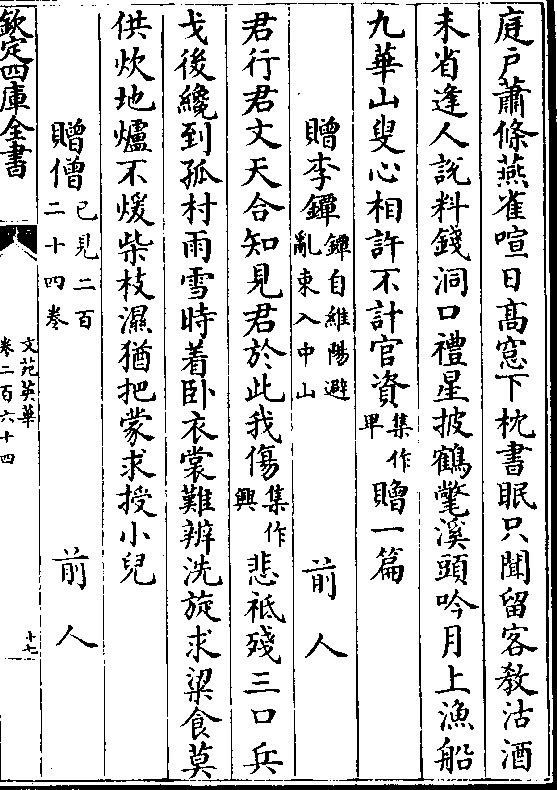 庭戶蕭條燕雀喧日髙窓下枕書眠只聞留客教沽酒
未省逢人說料錢洞口禮星披鶴氅溪頭吟月上漁船
九華山叟心相許不計官資集作卑贈一篇
贈李鐔鐔自維陽避亂東入中山 前人
君行君文天合知見君於此我傷集作興悲祗殘三口兵
戈後纔到孤村雨雪時着卧衣裳難辨洗旋求粱食莫
供炊地爐不煖柴枝濕猶把蒙求授小兒
贈僧已見二百二十四卷 前人
欽定四庫全書
文苑英華
卷二百六十四
十七